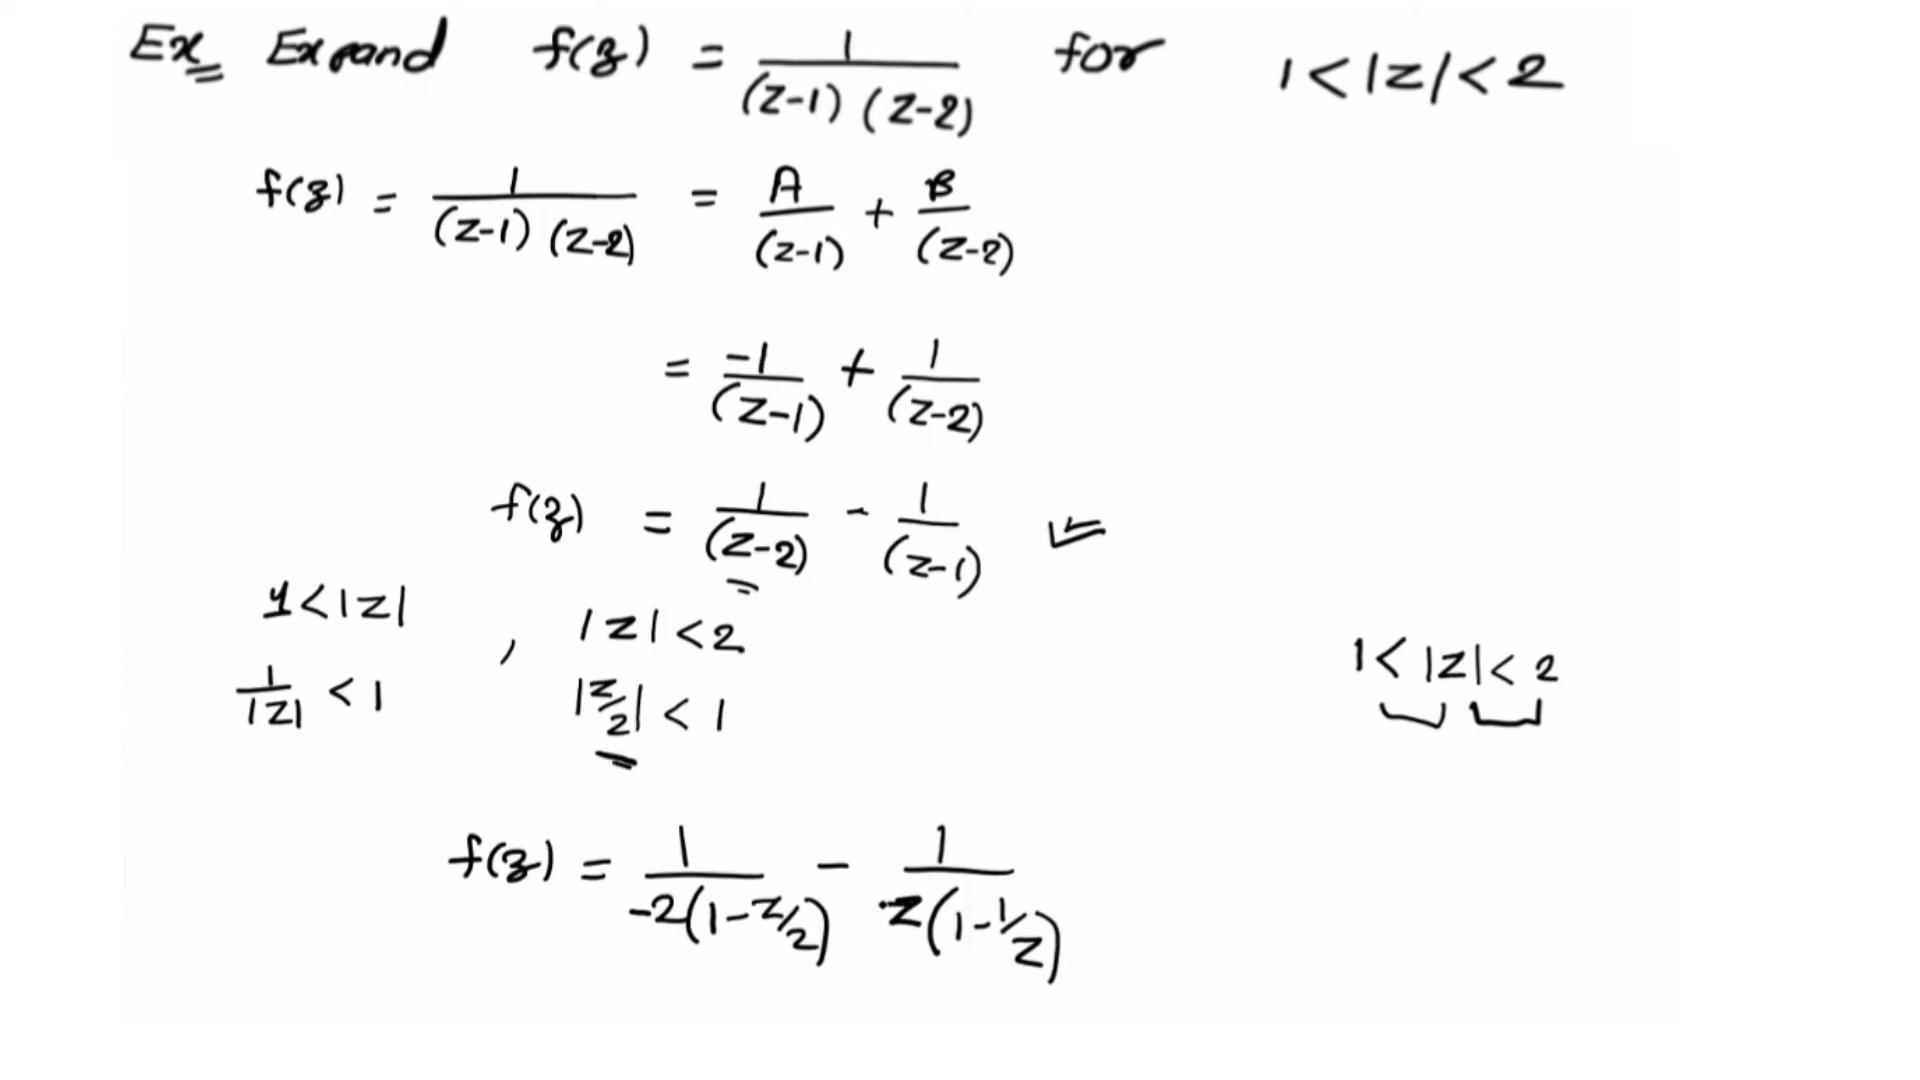 Ex Expand f(z) = 1/((z-1)(z-2)) for 1<|z|<2
f(z) = 1/((z-1)(z-2)) = A/(z-1) + B/(z-2)
= -1/(z-1) + 1/(z-2)
f(z) = 1/(z-2) - 1/(z-1) ✓
1<|z| , |z|<2
1/|z| < 1
|z/2| < 1
1<|z|<2
f(z) = 1/(-2(1-z/2)) - 1/(z(1-1/z))